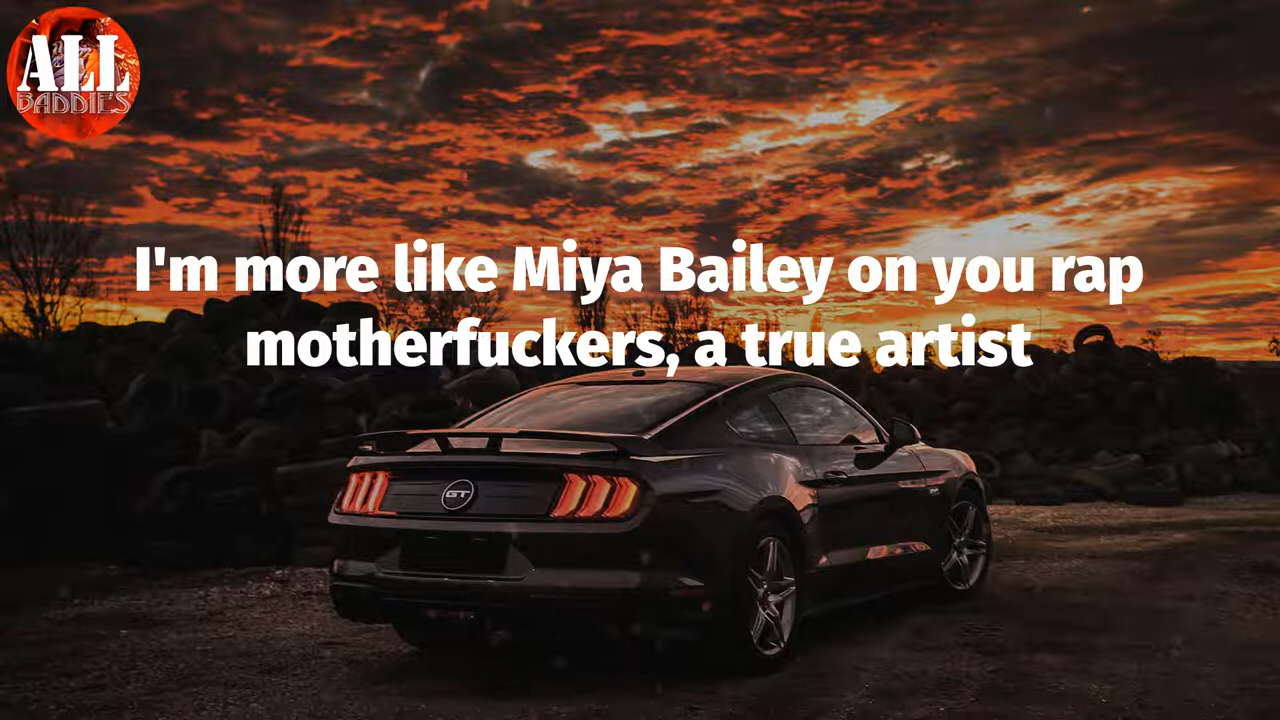 ALL
BADDIES
I'm more like Miya Bailey on you rap
motherfuckers, a true artist
GT